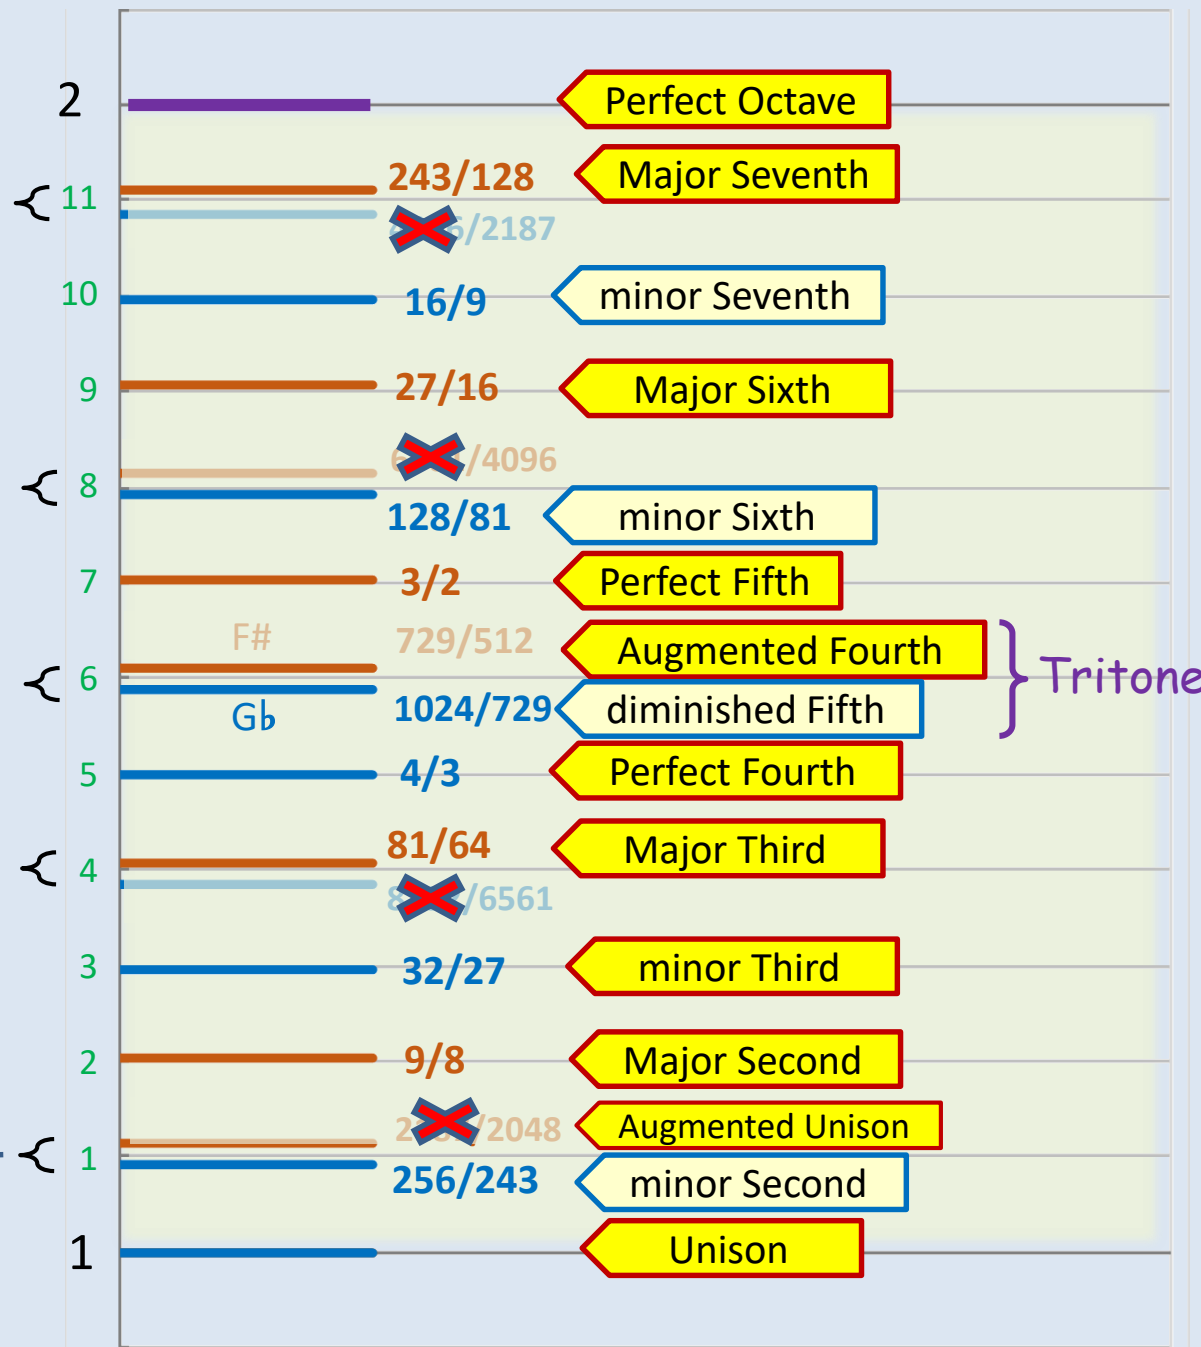 2
Perfect Octave
243/128
Major Seventh
11
/2187
10
16/9
minor Seventh
9
27/16
Major Sixth
/4096
8
128/81
minor Sixth
7
3/2
Perfect Fifth
F#
729/512
Augmented Fourth
6
Tritone
Gb
1024/729
diminished Fifth
5
4/3
Perfect Fourth
81/64
Major Third
4
/6561
3
32/27
minor Third
2
9/8
Major Second
/2048
Augmented Unison
1
256/243
minor Second
1
Unison